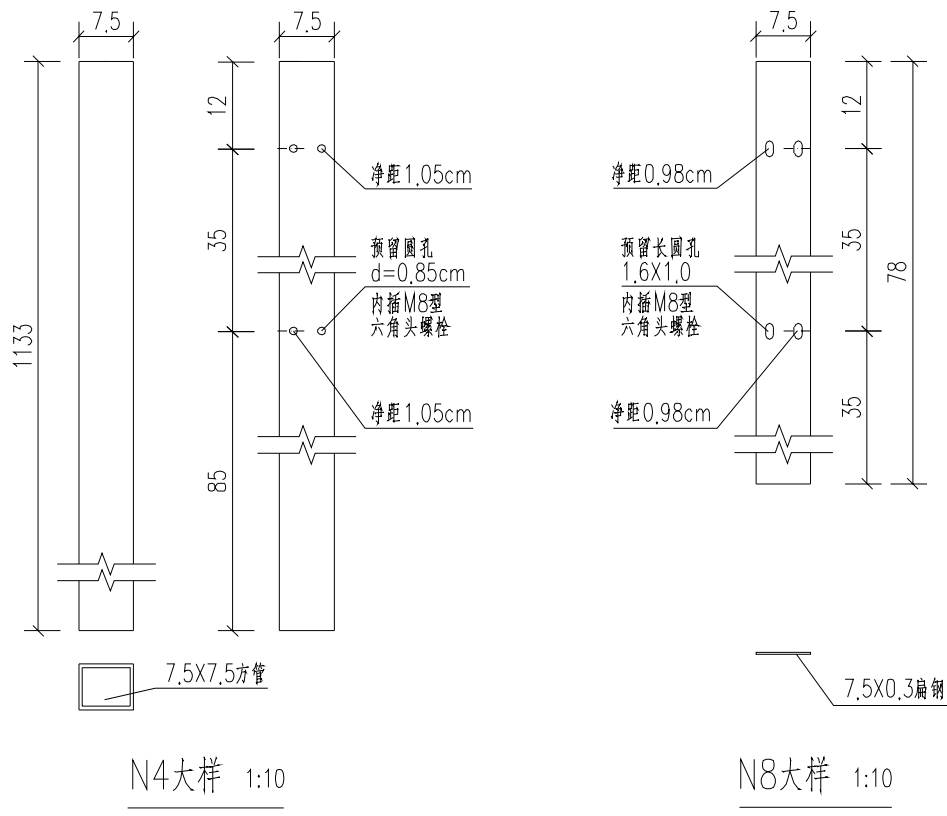 7.5
7.5
7.5
12
12
净距1.05cm
净距0.98cm
35
预留圆孔
d=0.85cm
内插M8型
六角头螺栓
预留长圆孔
1.6X1.0
内插M8型
六角头螺栓
35
78
1133
净距1.05cm
净距0.98cm
35
85
7.5X7.5方管
7.5X0.3扁钢
N4大样 1:10
N8大样 1:10